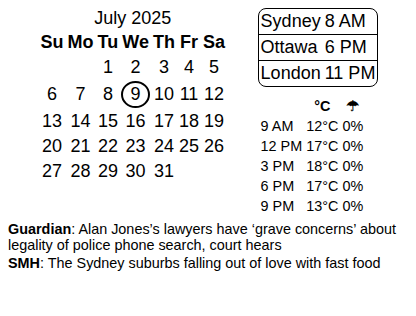 July 2025
Su Mo Tu We Th Fr Sa
1 2 3 4 5
6 7 8 9 10 11 12
13 14 15 16 17 18 19
20 21 22 23 24 25 26
27 28 29 30 31
Sydney 8 AM
Ottawa 6 PM
London 11 PM
°C ☂
9 AM 12°C 0%
12 PM 17°C 0%
3 PM 18°C 0%
6 PM 17°C 0%
9 PM 13°C 0%
Guardian: Alan Jones’s lawyers have ‘grave concerns’ about
legality of police phone search, court hears
SMH: The Sydney suburbs falling out of love with fast food